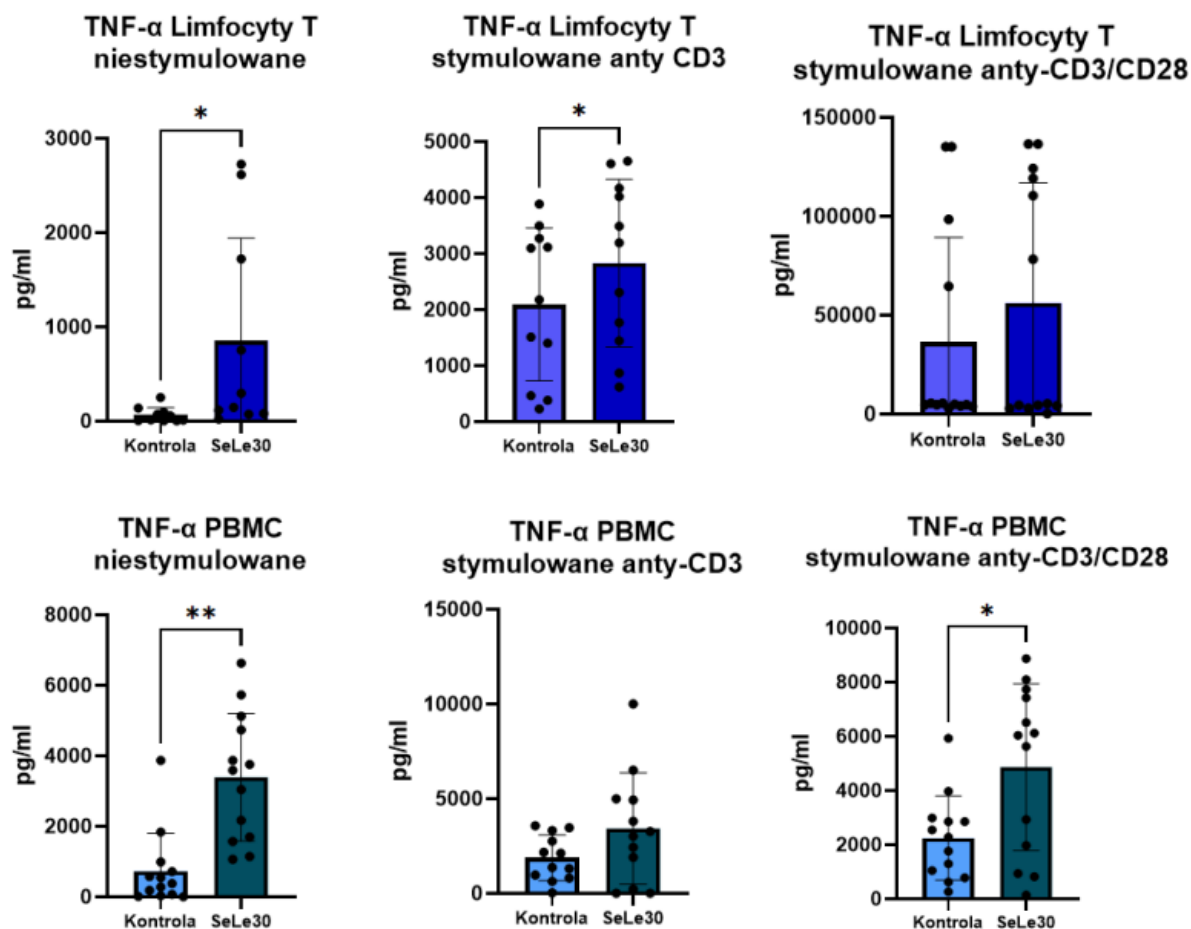 TNF-α Limfocyty T
niestymulowane
*
3000
2000
1000
0
pg/ml
Kontrola SeLe30
TNF-α Limfocyty T
stymulowane anty CD3
*
5000
4000
3000
2000
1000
0
pg/ml
Kontrola SeLe30
TNF-α Limfocyty T
stymulowane anty-CD3/CD28
150000
100000
50000
0
pg/ml
Kontrola SeLe30
TNF-α PBMC
niestymulowane
**
8000
6000
4000
2000
0
pg/ml
Kontrola SeLe30
TNF-α PBMC
stymulowane anty-CD3
15000
10000
5000
0
pg/ml
Kontrola SeLe30
TNF-α PBMC
stymulowane anty-CD3/CD28
*
10000
8000
6000
4000
2000
0
pg/ml
Kontrola SeLe30